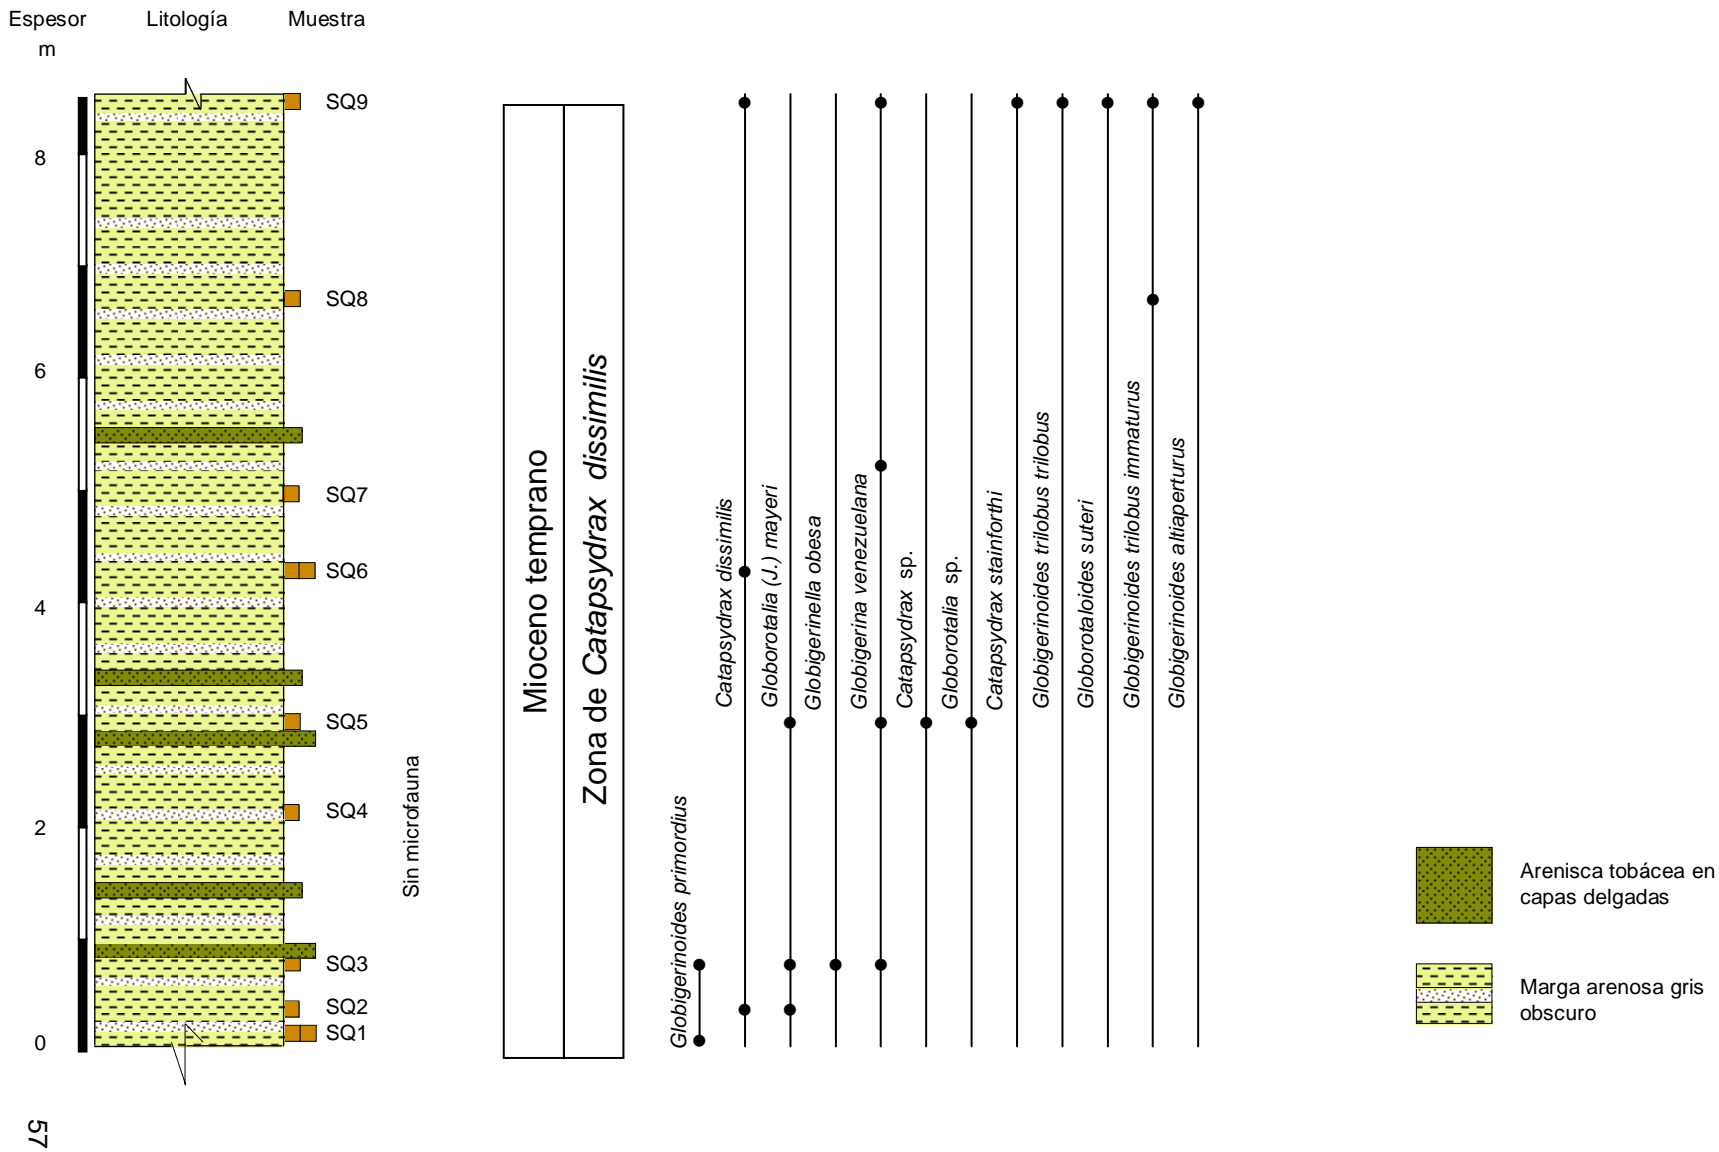 Espesor
m
Litología
Muestra
8
6
4
2
0
SQ9
SQ8
SQ7
SQ6
SQ5
SQ4
SQ3
SQ2
SQ1
Sin microfauna
Mioceno temprano
Zona de Catapsydrax dissimilis
Globigerinoides primordius
Catapsydrax dissimilis
Globorotalia (J.) mayeri
Globigerinella obesa
Globigerina venezuelana
Catapsydrax sp.
Globorotalia sp.
Catapsydrax stainforthi
Globigerinoides trilobus trilobus
Globorotaloides suteri
Globigerinoides trilobus immaturus
Globigerinoides altiaperturus
Arenisca tobácea en
capas delgadas
Marga arenosa gris
obscuro
57